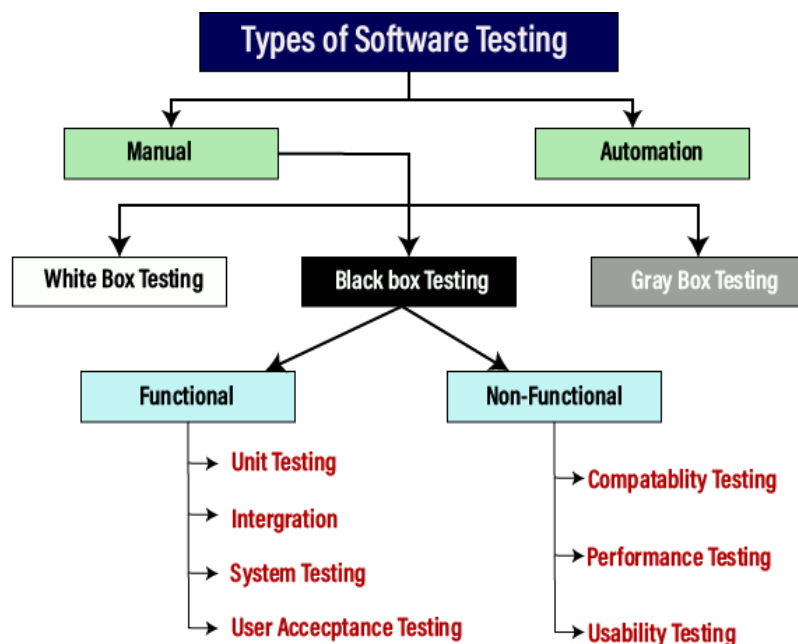 Types of Software Testing
Manual
Automation
White Box Testing
Black box Testing
Gray Box Testing
Functional
Non-Functional
Unit Testing
Intergration
System Testing
User Accecptance Testing
Compatablity Testing
Performance Testing
Usability Testing